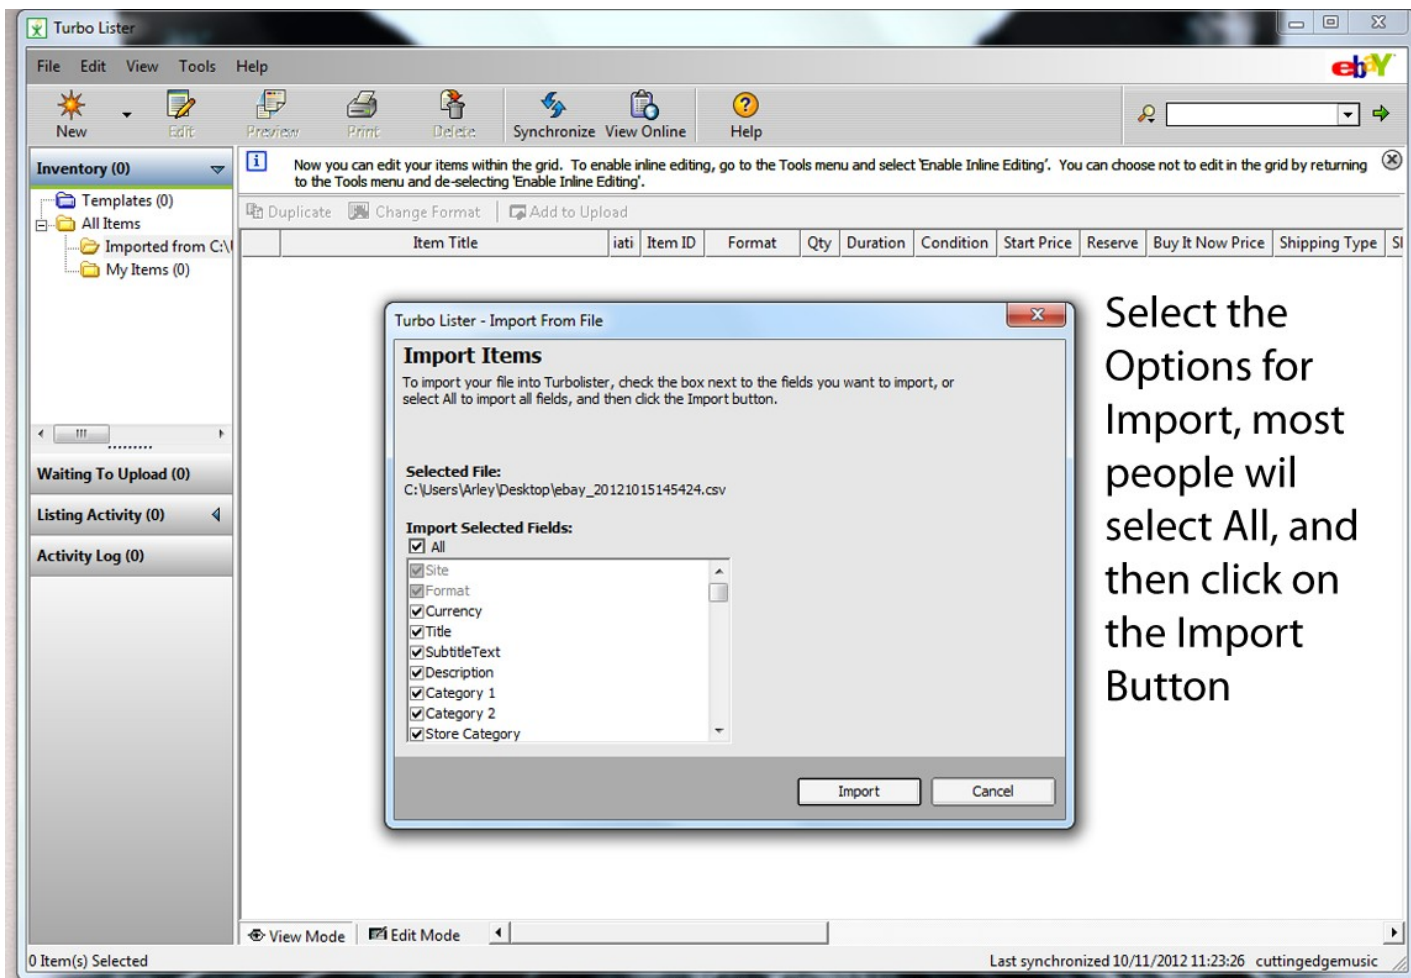 Turbo Lister
File Edit View Tools Help
ebaY
New Edit Preview Print Delete Synchronize View Online Help
Inventory (0)
Templates (0)
All Items
Imported from C:\U
My Items (0)
Waiting To Upload (0)
Listing Activity (0)
Activity Log (0)
Now you can edit your items within the grid. To enable inline editing, go to the Tools menu and select 'Enable Inline Editing'. You can choose not to edit in the grid by returning
to the Tools menu and de-selecting 'Enable Inline Editing'.
Duplicate Change Format Add to Upload
Item Title iati Item ID Format Qty Duration Condition Start Price Reserve Buy It Now Price Shipping Type Sl
Turbo Lister - Import From File
Import Items
To import your file into Turbolister, check the box next to the fields you want to import, or
select All to import all fields, and then click the Import button.
Selected File:
C:\Users\Arley\Desktop\ebay_20121015145424.csv
Import Selected Fields:
All
Site
Format
Currency
Title
SubtitleText
Description
Category 1
Category 2
Store Category
Import Cancel
Select the
Options for
Import, most
people wil
select All, and
then click on
the Import
Button
View Mode Edit Mode
0 Item(s) Selected
Last synchronized 10/11/2012 11:23:26 cuttingedgemusic